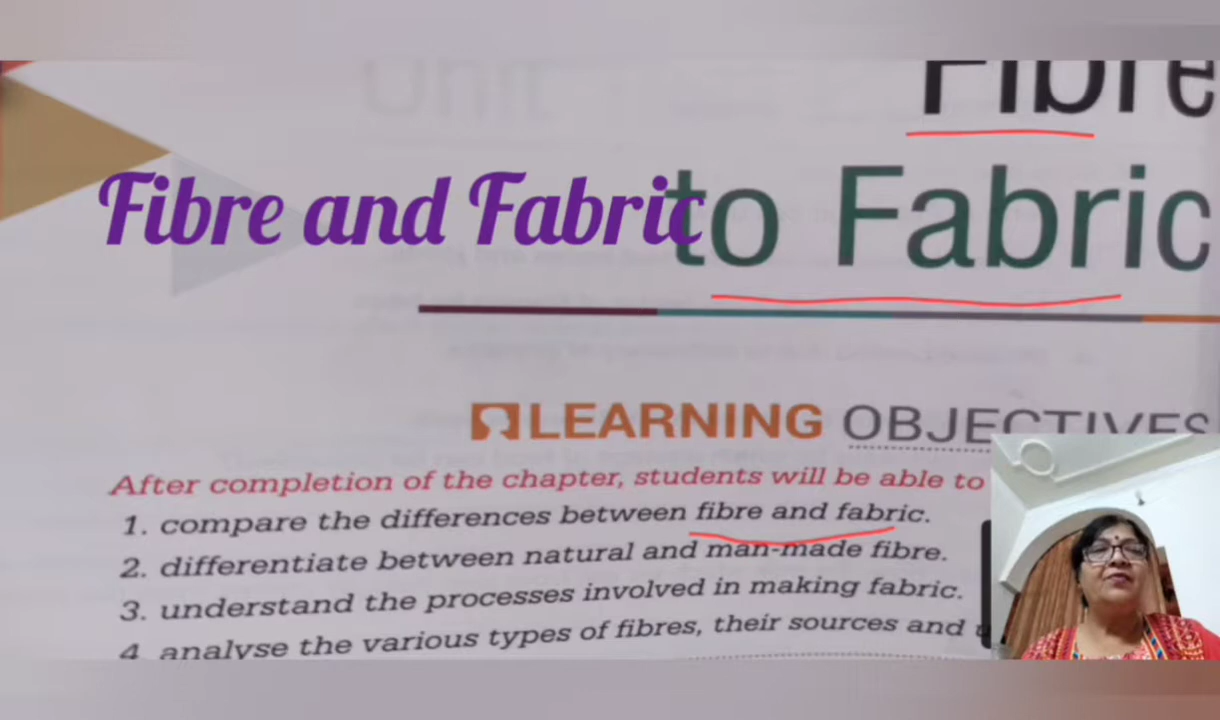 Fibre
Fibre and Fabric
to Fabric
LEARNING OBJECTIVES
After completion of the chapter, students will be able to
1. compare the differences between fibre and fabric.
2. differentiate between natural and man-made fibre.
3. understand the processes involved in making fabric.
4 analyse the various types of fibres, their sources and